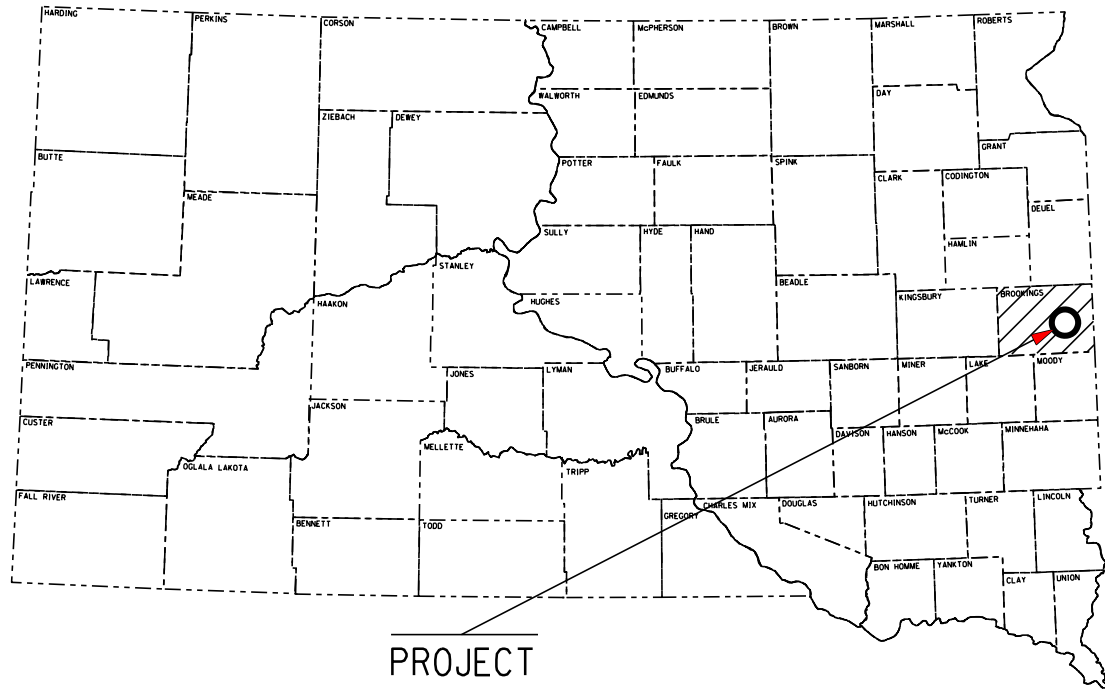 HARDING
PERKINS
CORSON
CAMPBELL
McPHERSON
BROWN
MARSHALL
ROBERTS
WALWORTH
EDMUNDS
DAY
ZIEBACH
DEWEY
GRANT
BUTTE
POTTER
FAULK
SPINK
CLARK
CODINGTON
MEADE
DEUEL
SULLY
HYDE
HAND
HAMLIN
STANLEY
LAWRENCE
HAAKON
HUGHES
BEADLE
KINGSBURY
BROOKINGS
PENNINGTON
JONES
LYMAN
BUFFALO
JERAULD
SANBORN
MINER
LAKE
MOODY
JACKSON
CUSTER
MELLETTE
BRULE
AURORA
DAVISON
HANSON
McCOOK
MINNEHAHA
OGLALA LAKOTA
TRIPP
FALL RIVER
BENNETT
TODD
GREGORY
CHARLES MIX
DOUGLAS
HUTCHINSON
TURNER
LINCOLN
BON HOMME
YANKTON
CLAY
UNION
PROJECT